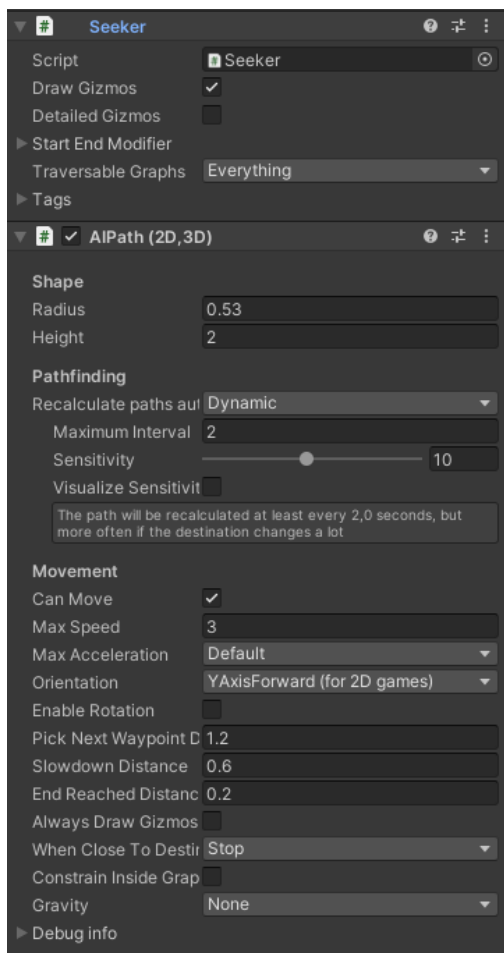 Seeker
Script Seeker
Draw Gizmos
Detailed Gizmos
Start End Modifier
Traversable Graphs Everything
Tags
AIPath (2D,3D)
Shape
Radius 0.53
Height 2
Pathfinding
Recalculate paths aut Dynamic
Maximum Interval 2
Sensitivity 10
Visualize Sensitivit
The path will be recalculated at least every 2,0 seconds, but
more often if the destination changes a lot
Movement
Can Move
Max Speed 3
Max Acceleration Default
Orientation YAxisForward (for 2D games)
Enable Rotation
Pick Next Waypoint D 1.2
Slowdown Distance 0.6
End Reached Distanc 0.2
Always Draw Gizmos
When Close To Destir Stop
Constrain Inside Grap
Gravity None
Debug info